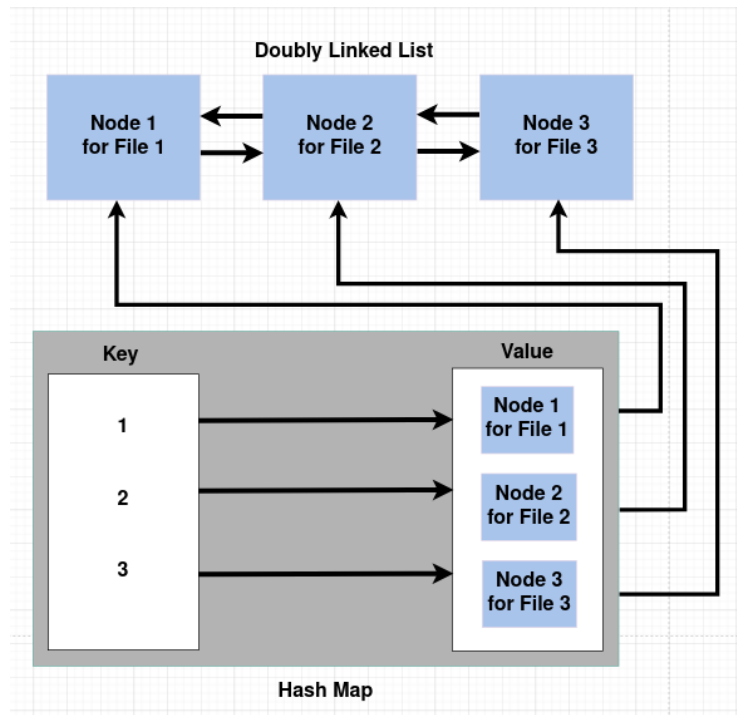 Doubly Linked List
Node 1
for File 1
Node 2
for File 2
Node 3
for File 3
Key
Value
1
2
3
Node 1
for File 1
Node 2
for File 2
Node 3
for File 3
Hash Map